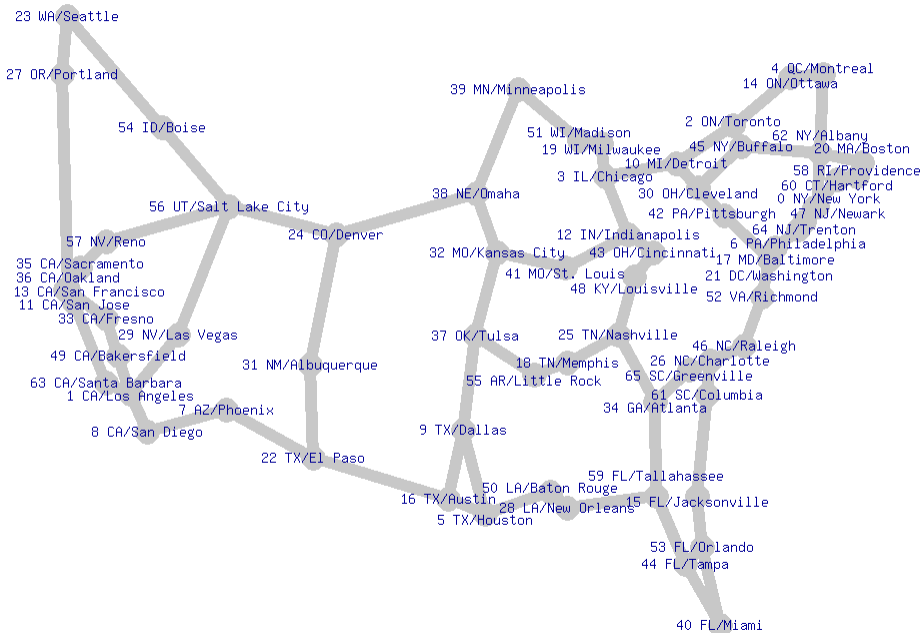 23 WA/Seattle
4 QC/Montreal
27 OR/Portland
14 ON/Ottawa
39 MN/Minneapolis
2 ON/Toronto
54 ID/Boise
51 WI/Madison
62 NY/Albany
19 WI/Milwaukee
45 NY/Buffalo
20 MA/Boston
10 MI/Detroit
58 RI/Providence
3 IL/Chicago
60 CT/Hartford
38 NE/Omaha
30 OH/Cleveland
0 NY/New York
56 UT/Salt Lake City
42 PA/Pittsburgh
47 NJ/Newark
24 CO/Denver
12 IN/Indianapolis
64 NJ/Trenton
57 NV/Reno
6 PA/Philadelphia
32 MO/Kansas City
43 OH/Cincinnati
17 MD/Baltimore
35 CA/Sacramento
41 MO/St. Louis
21 DC/Washington
36 CA/Oakland
48 KY/Louisville
13 CA/San Francisco
52 VA/Richmond
11 CA/San Jose
33 CA/Fresno
29 NV/Las Vegas
37 OK/Tulsa
25 TN/Nashville
46 NC/Raleigh
49 CA/Bakersfield
31 NM/Albuquerque
18 TN/Memphis
26 NC/Charlotte
63 CA/Santa Barbara
55 AR/Little Rock
65 SC/Greenville
1 CA/Los Angeles
61 SC/Columbia
7 AZ/Phoenix
34 GA/Atlanta
8 CA/San Diego
9 TX/Dallas
22 TX/El Paso
59 FL/Tallahassee
50 LA/Baton Rouge
16 TX/Austin
28 LA/New Orleans
15 FL/Jacksonville
5 TX/Houston
53 FL/Orlando
44 FL/Tampa
40 FL/Miami